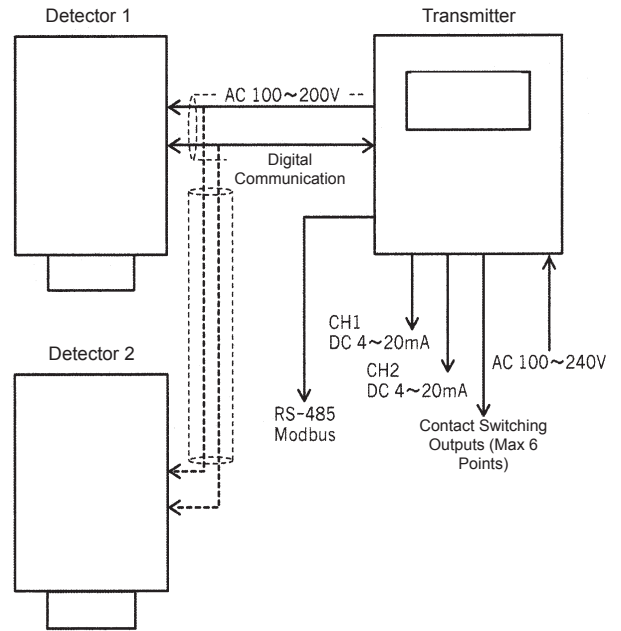 Detector 1
Transmitter
AC 100~200V
Digital
Communication
CH1
DC 4~20mA
CH2
DC 4~20mA
AC 100~240V
RS-485
Modbus
Contact Switching
Outputs (Max 6
Points)
Detector 2